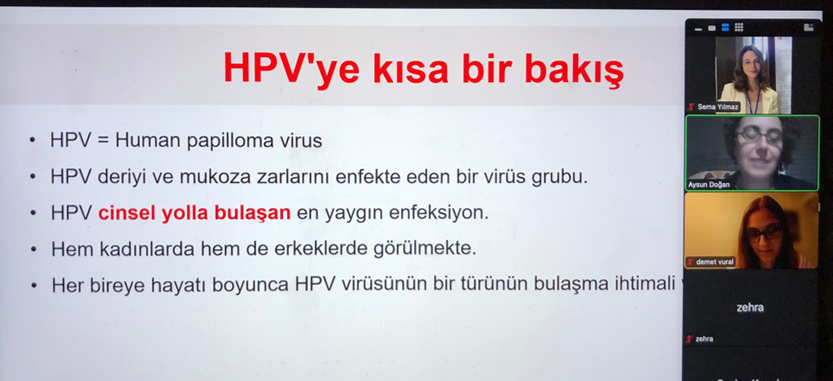 HPV'ye kısa bir bakış
• HPV = Human papilloma virus
• HPV deriyi ve mukoza zarlarını enfekte eden bir virüs grubu.
• HPV cinsel yolla bulaşan en yaygın enfeksiyon.
• Hem kadınlarda hem de erkeklerde görülmekte.
• Her bireye hayatı boyunca HPV virüsünün bir türünün bulaşma ihtimali
Sema Yılmaz
Aysun Doğan
demet vural
zehra
zehra